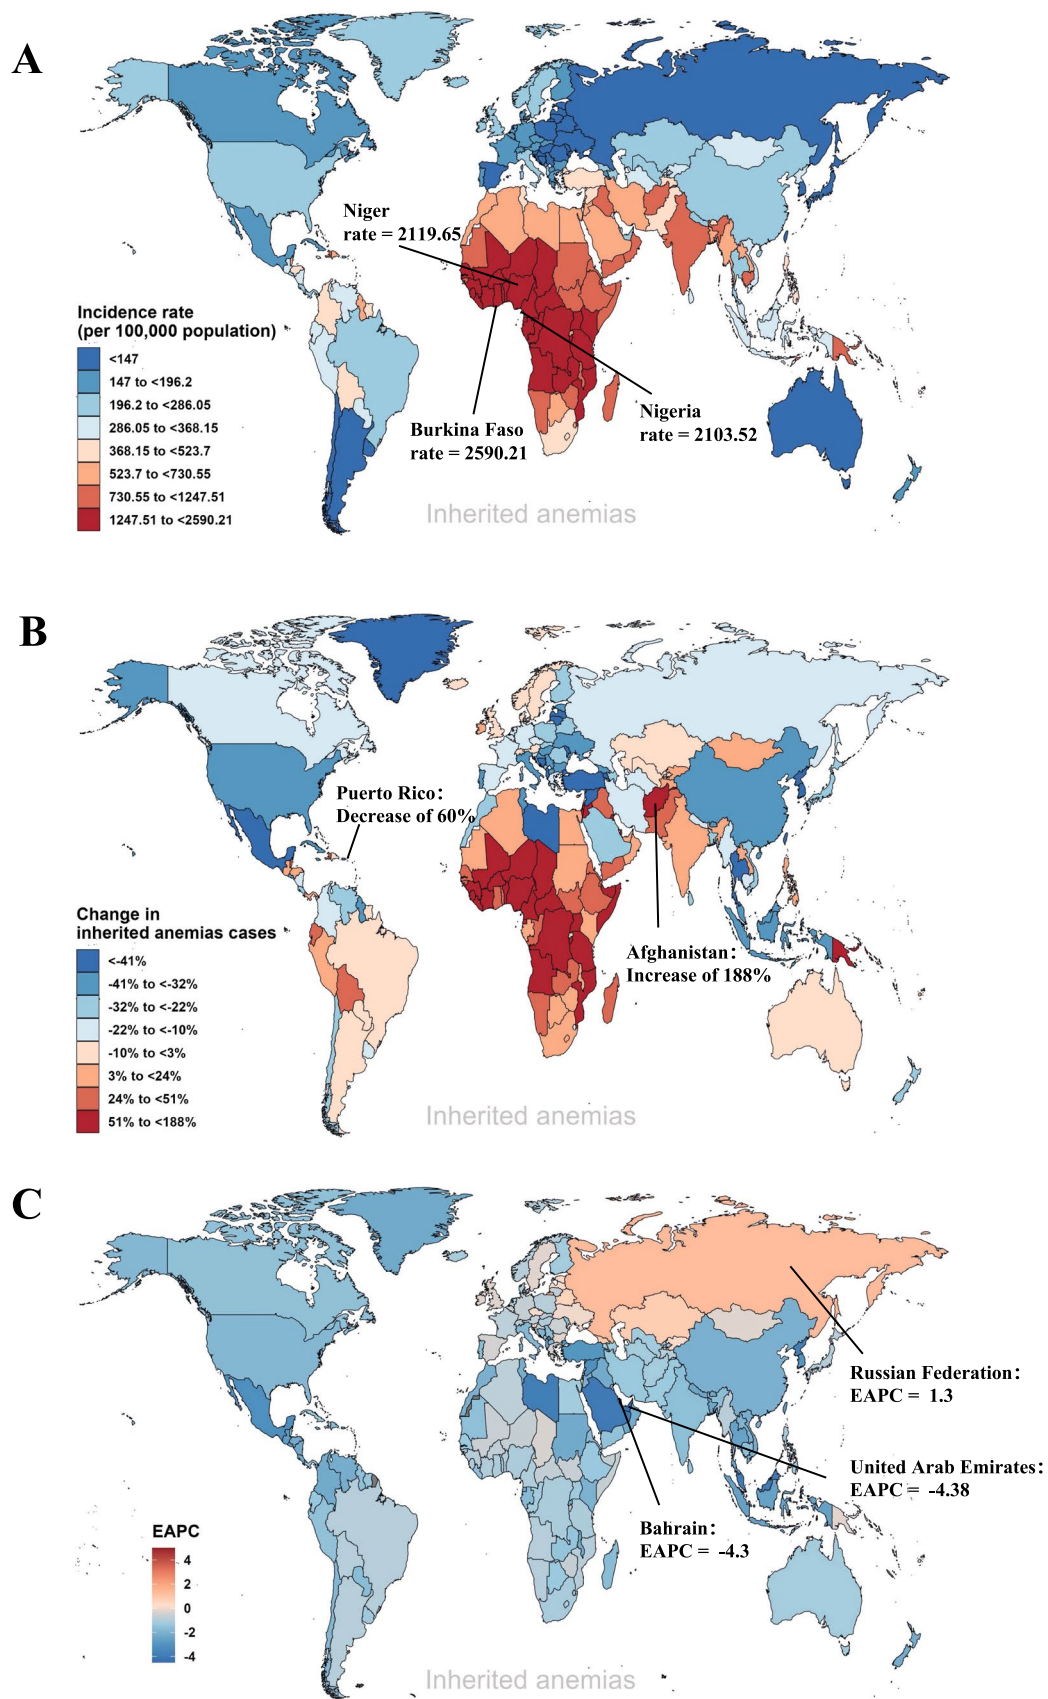 A
Niger
rate = 2119.65
Incidence rate
(per 100,000 population)
<147
147 to <196.2
196.2 to <286.05
286.05 to <368.15
368.15 to <523.7
523.7 to <730.55
730.55 to <1247.51
1247.51 to <2590.21
Burkina Faso
rate = 2590.21
Nigeria
rate = 2103.52
Inherited anemias
B
Puerto Rico:
Decrease of 60%
Change in
inherited anemias cases
<-41%
-41% to <-32%
-32% to <-22%
-22% to <-10%
-10% to <3%
3% to <24%
24% to <51%
51% to <188%
Afghanistan:
Increase of 188%
Inherited anemias
C
Russian Federation:
EAPC = 1.3
United Arab Emirates:
EAPC = -4.38
Bahrain:
EAPC = -4.3
EAPC
4
2
0
-2
-4
Inherited anemias